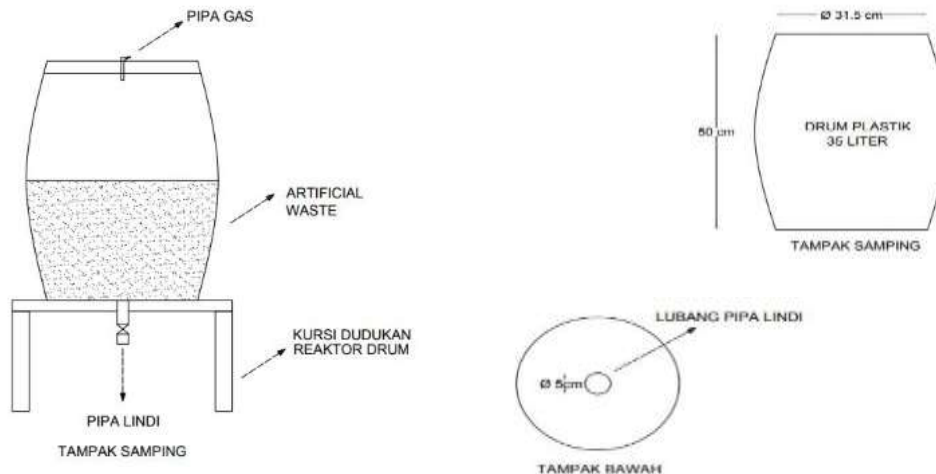 PIPA GAS
ARTIFICIAL
WASTE
KURSI DUDUKAN
REAKTOR DRUM
PIPA LINDI
TAMPAK SAMPING
Ø 31.5 cm
50 cm
DRUM PLASTIK
35 LITER
TAMPAK SAMPING
LUBANG PIPA LINDI
Ø 5cm
TAMPAK BAWAH